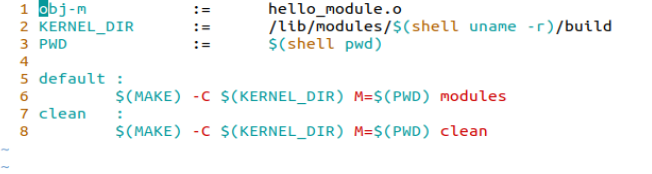 1 obj-m           :=      hello_module.o
2 KERNEL_DIR      :=      /lib/modules/$(shell uname -r)/build
3 PWD             :=      $(shell pwd)
4
5 default :
6         $(MAKE) -C $(KERNEL_DIR) M=$(PWD) modules
7 clean   :
8         $(MAKE) -C $(KERNEL_DIR) M=$(PWD) clean
~
~